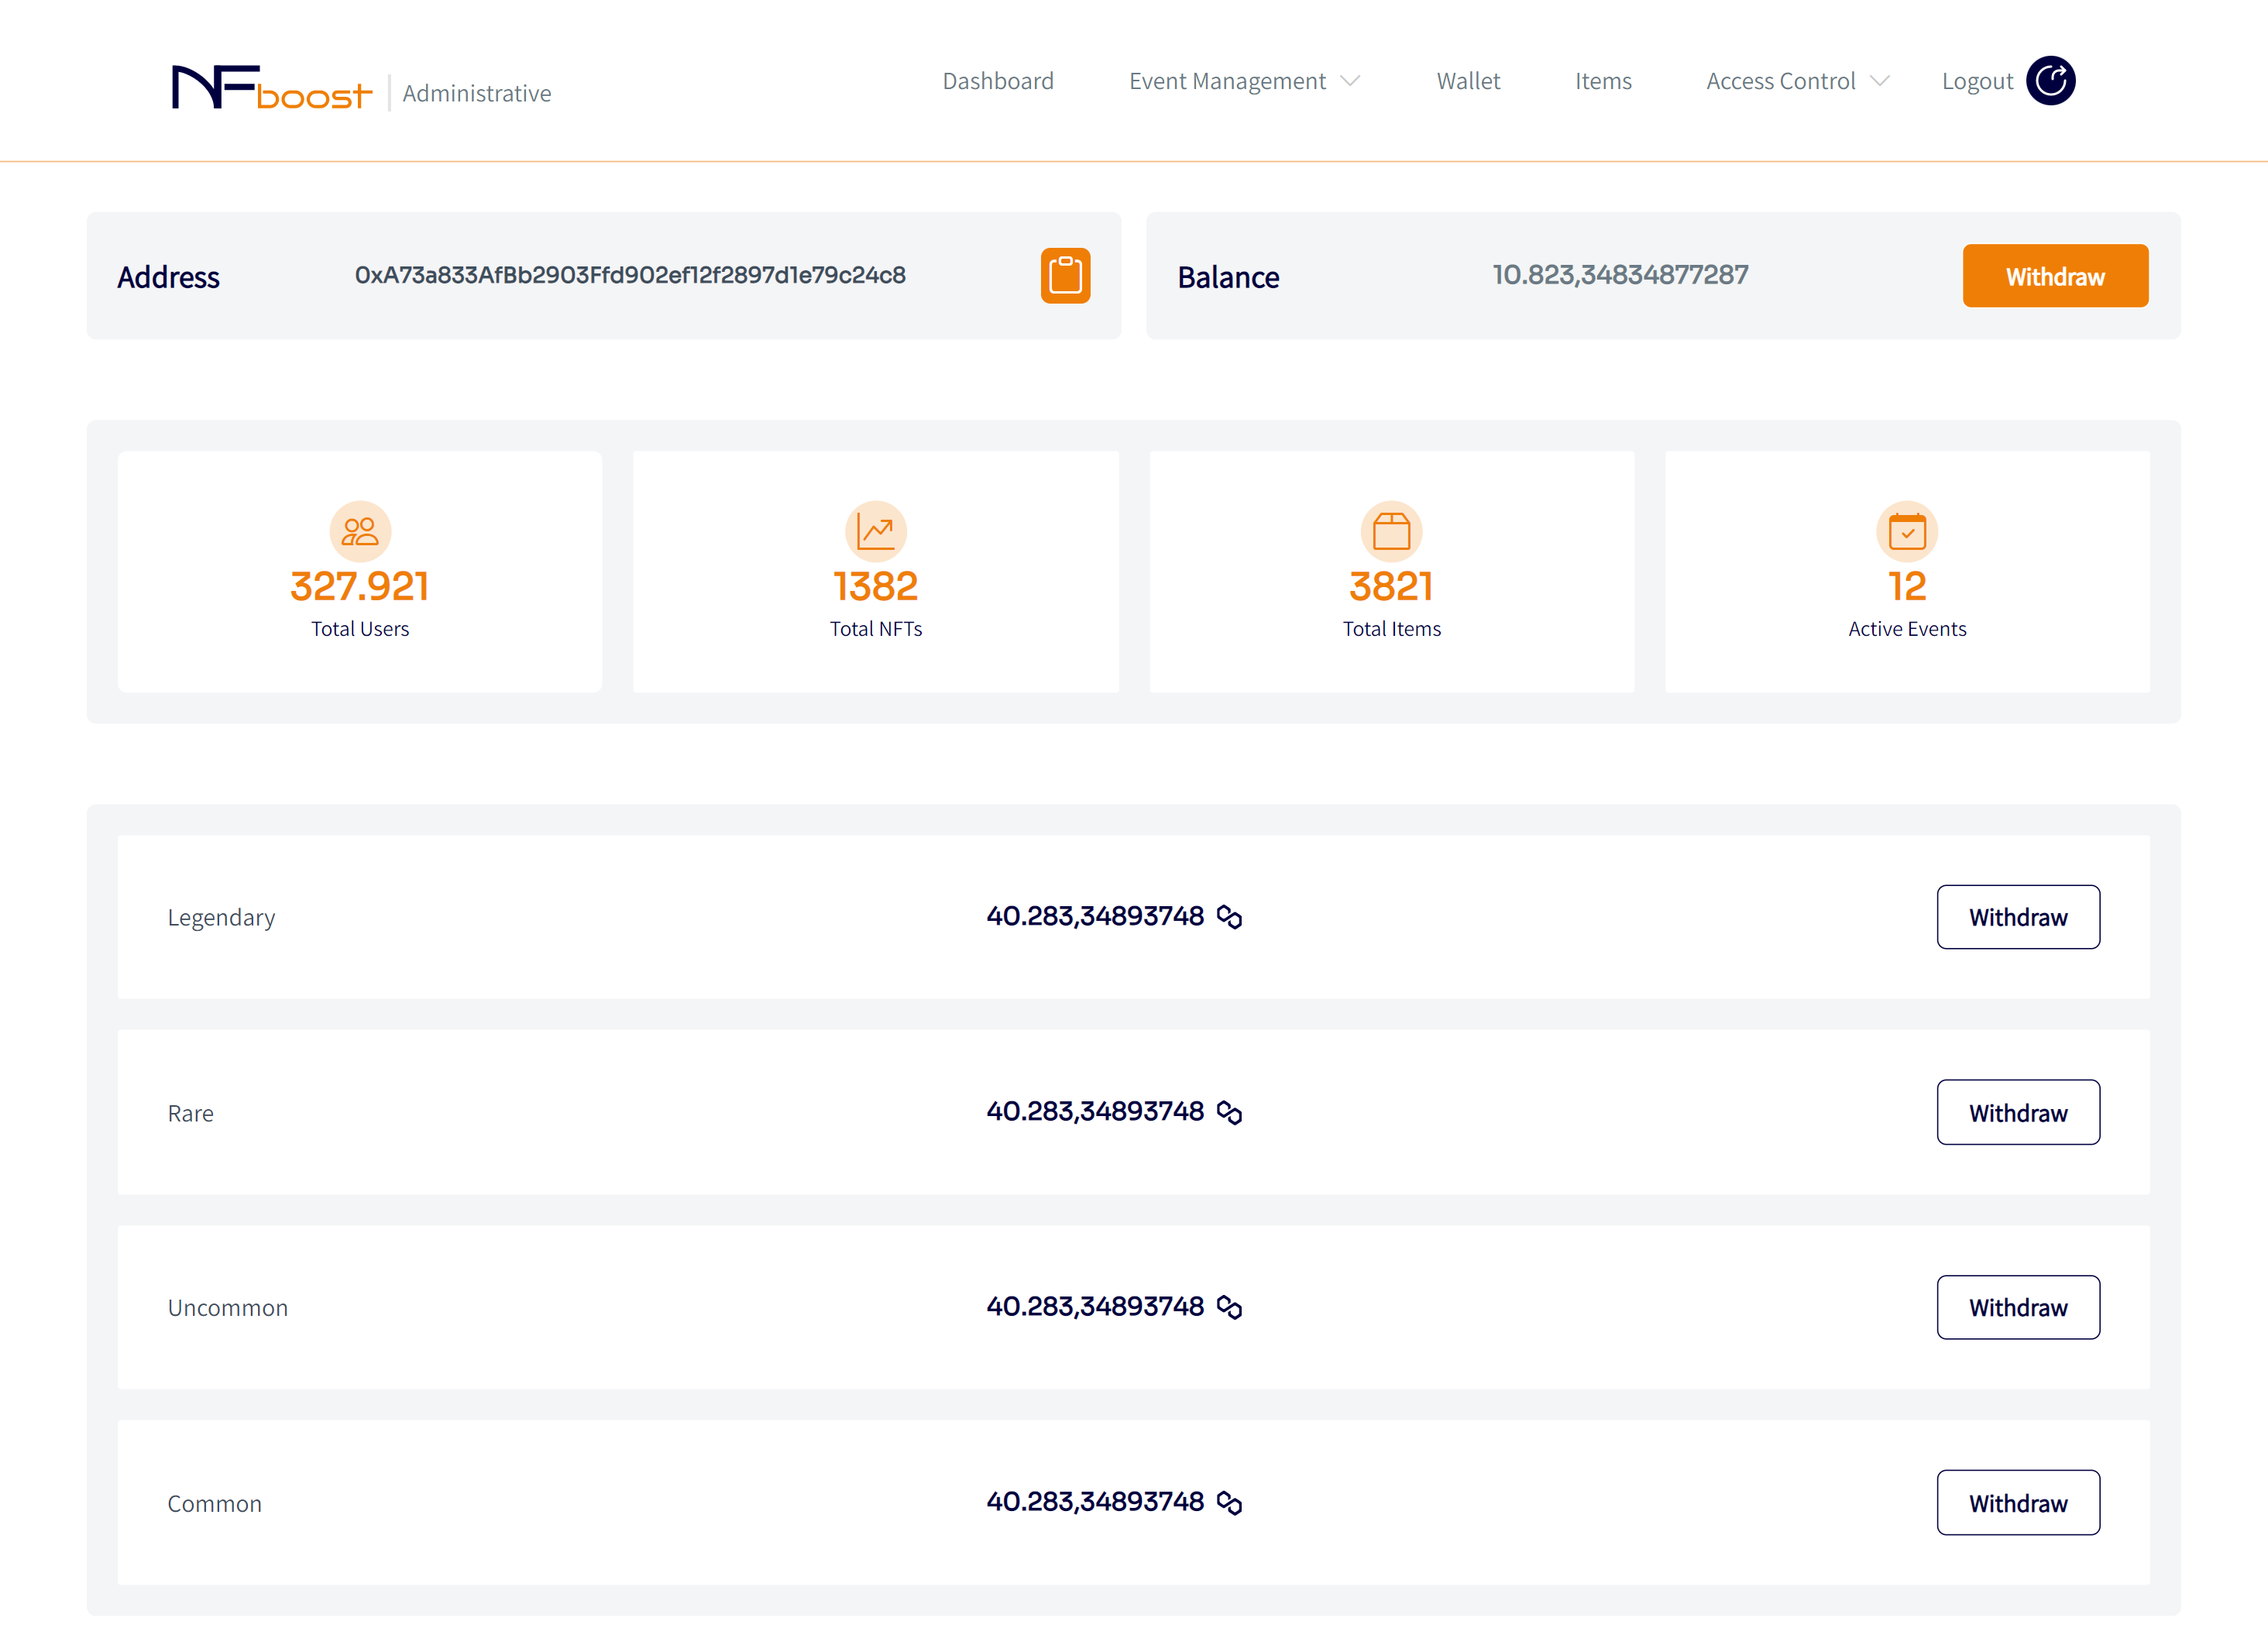 NFboost | Administrative
Dashboard Event Management Wallet Items Access Control Logout
Address 0xA73a833AfBb2903Ffd902ef12f2897d1e79c24c8
Balance 10.823,34834877287 Withdraw
327.921
Total Users
1382
Total NFTs
3821
Total Items
12
Active Events
Legendary 40.283,34893748 Withdraw
Rare 40.283,34893748 Withdraw
Uncommon 40.283,34893748 Withdraw
Common 40.283,34893748 Withdraw